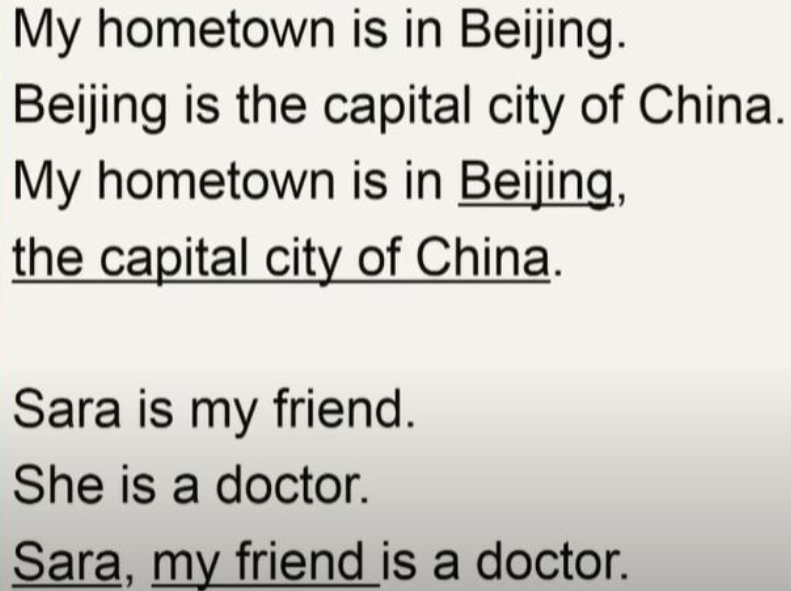 My hometown is in Beijing.
Beijing is the capital city of China.
My hometown is in Beijing,
the capital city of China.
Sara is my friend.
She is a doctor.
Sara, my friend is a doctor.